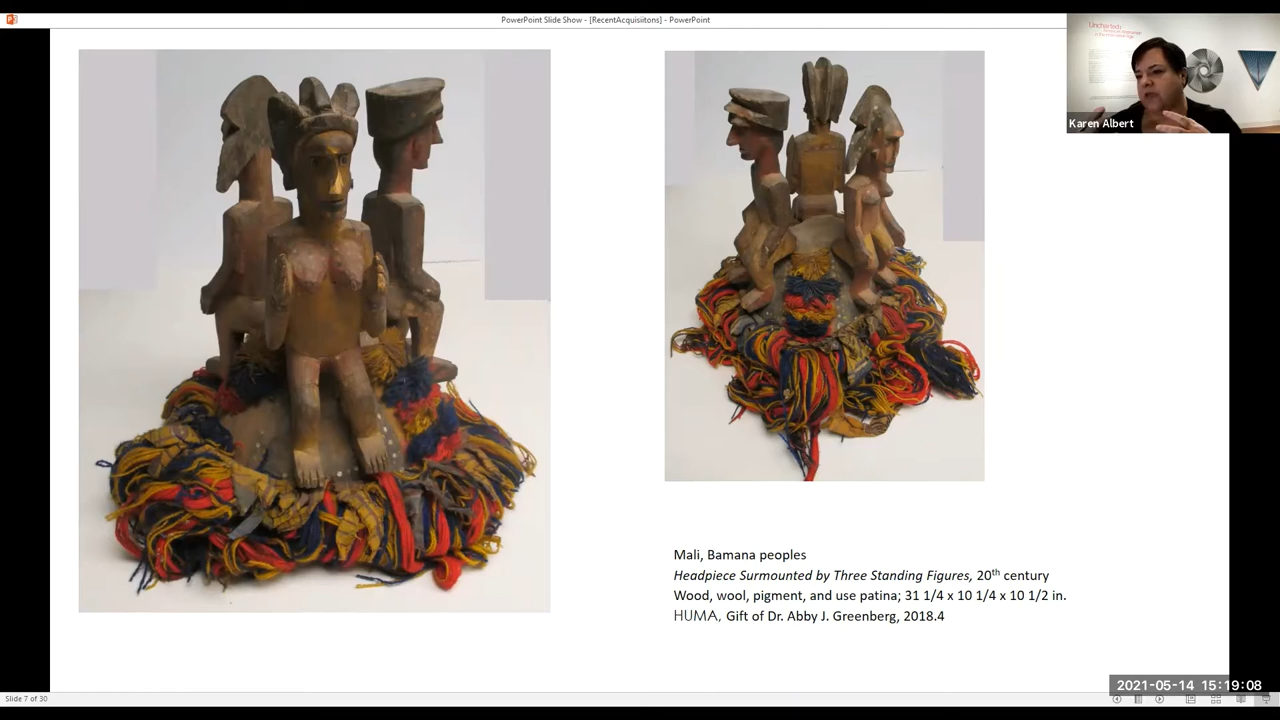 PowerPoint Slide Show - [RecentAcquisiitons] - PowerPoint
Uncharted:
Karen Albert
Mali, Bamana peoples
Headpiece Surmounted by Three Standing Figures, 20th century
Wood, wool, pigment, and use patina; 31 1/4 x 10 1/4 x 10 1/2 in.
HUMA, Gift of Dr. Abby J. Greenberg, 2018.4
2021-05-14 15:19:08
Slide 7 of 30